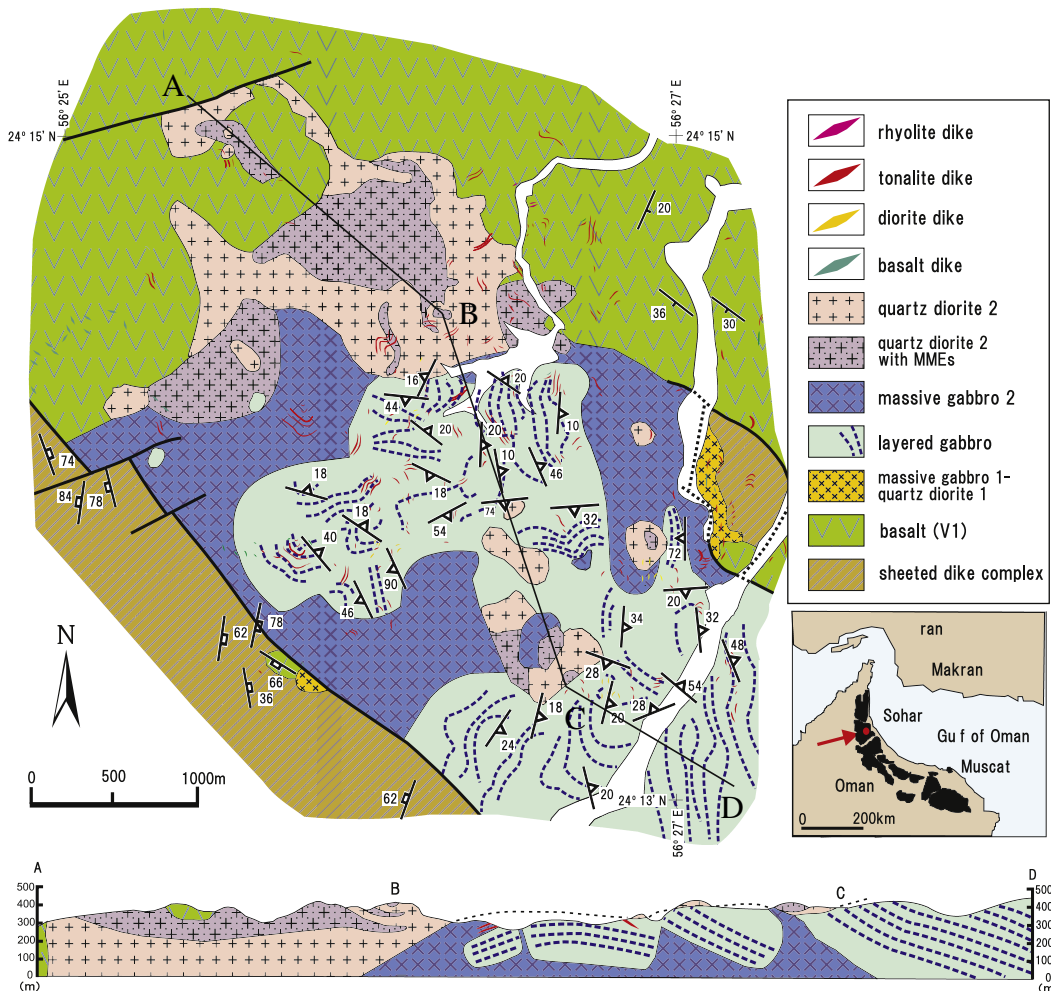 A
56° 25' E
24° 15' N
56° 27' E
24° 15' N
20
36
30
B
16
20
44
20
20
10
10
46
18
18
74
18
54
32
40
72
90
46
20
34
32
48
28
54
18
20
28
24
C
20
D
74
84
78
62
78
66
36
62
24° 13' N
56° 27' E
N
0 500 1000m
rhyolite dike
tonalite dike
diorite dike
basalt dike
quartz diorite 2
quartz diorite 2
with MMEs
massive gabbro 2
layered gabbro
massive gabbro 1-
quartz diorite 1
basalt (V1)
sheeted dike complex
ran
Makran
Sohar
Gu f of Oman
Muscat
Oman
0 200km
A B C D
500
400
300
200
100
0
(m)
500
400
300
200
100
0
(m